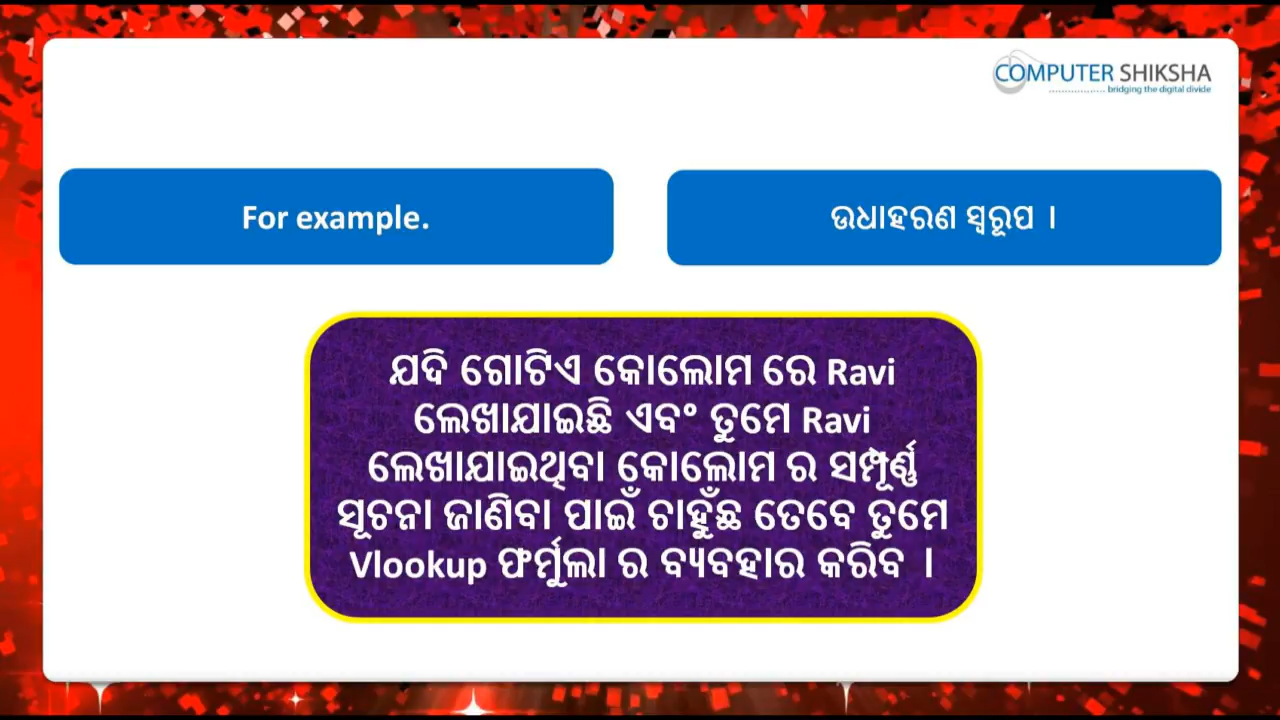 COMPUTER SHIKSHA
bridging the digital divide
For example.
ଉଧାହରଣ ସ୍ୱରୂପ ।
ଯଦି ଗୋଟିଏ କୋଲୋମ ରେ Ravi
ଲେଖାଯାଇଛି ଏବଂ ତୁମେ Ravi
ଲେଖାଯାଇଥିବା କୋଲୋମ ର ସମ୍ପୂର୍ଣ୍ଣ
ସୂଚନା ଜାଣିବା ପାଇଁ ଚାହୁଁଛ ତେବେ ତୁମେ
Vlookup ଫର୍ମୁଲା ର ବ୍ୟବହାର କରିବ ।